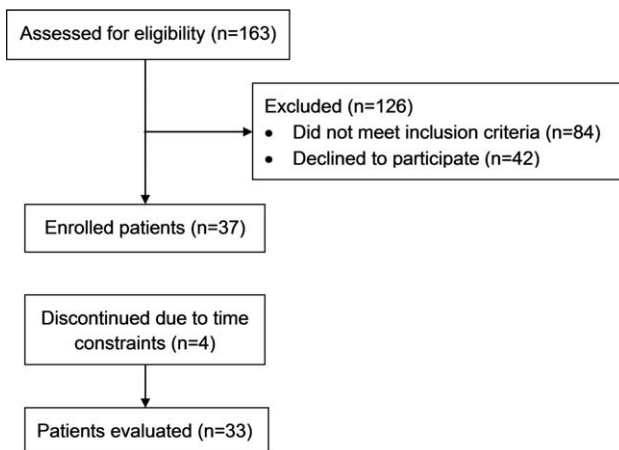 Assessed for eligibility (n=163)
Excluded (n=126)
• Did not meet inclusion criteria (n=84)
• Declined to participate (n=42)
Enrolled patients (n=37)
Discontinued due to time
constraints (n=4)
Patients evaluated (n=33)